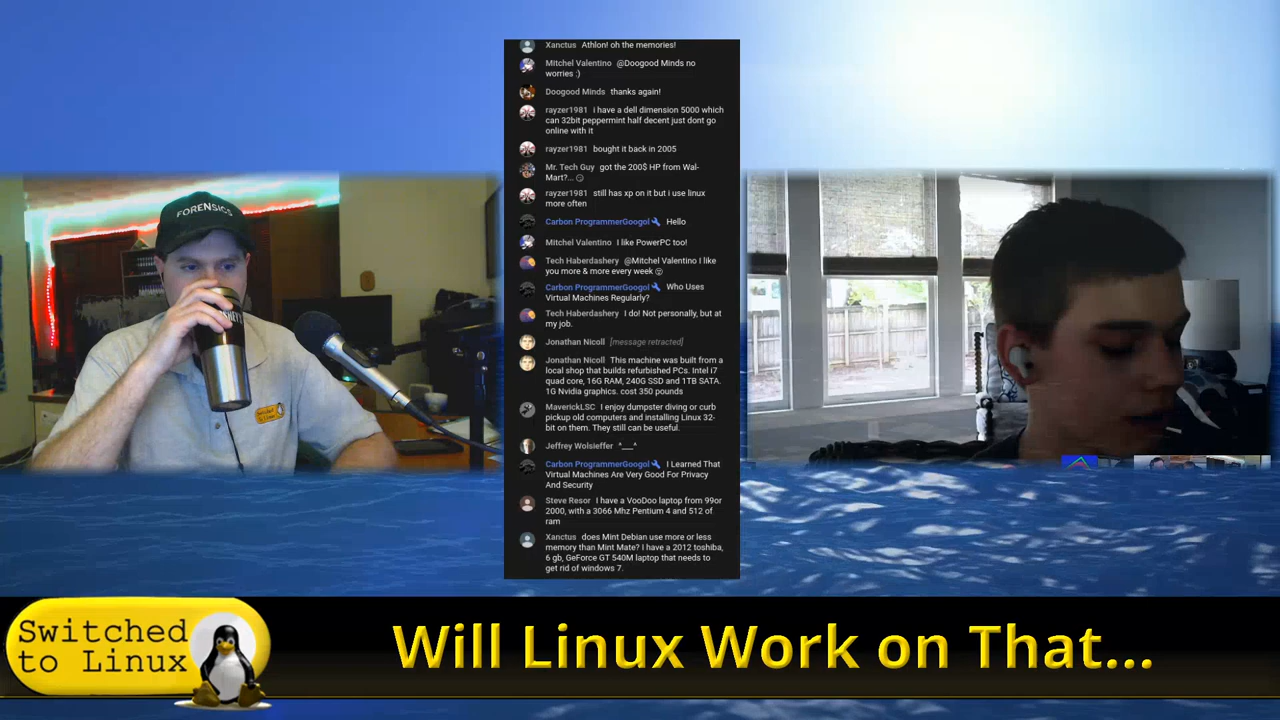 FORENSICS
Xanctus Athlon! oh the memories!
Mitchel Valentino @Doogood Minds no
worries :)
Doogood Minds thanks again!
rayzer1981 i have a dell dimension 5000 which
can 32bit peppermint half decent just dont go
online with it
rayzer1981 bought it back in 2005
Mr. Tech Guy got the 200$ HP from Wal-
Mart?...
rayzer1981 still has xp on it but i use linux
more often
Carbon ProgrammerGoogol Hello
Mitchel Valentino I like PowerPC too!
Tech Haberdashery @Mitchel Valentino I like
you more & more every week
Carbon ProgrammerGoogol Who Uses
Virtual Machines Regularly?
Tech Haberdashery I do! Not personally, but at
my job.
Jonathan Nicoll [message retracted]
Jonathan Nicoll This machine was built from a
local shop that builds refurbished PCs. Intel i7
quad core, 16G RAM, 240G SSD and 1TB SATA.
1G Nvidia graphics. cost 350 pounds
MaverickLSC I enjoy dumpster diving or curb
pickup old computers and installing Linux 32-
bit on them. They still can be useful.
Jeffrey Wolsieffer ^___^
Carbon ProgrammerGoogol I Learned That
Virtual Machines Are Very Good For Privacy
And Security
Steve Resor I have a VooDoo laptop from 99or
2000, with a 3066 Mhz Pentium 4 and 512 of
ram
Xanctus does Mint Debian use more or less
memory than Mint Mate? I have a 2012 toshiba,
6 gb, GeForce GT 540M laptop that needs to
get rid of windows 7.
Switched
to Linux
Will Linux Work on That...